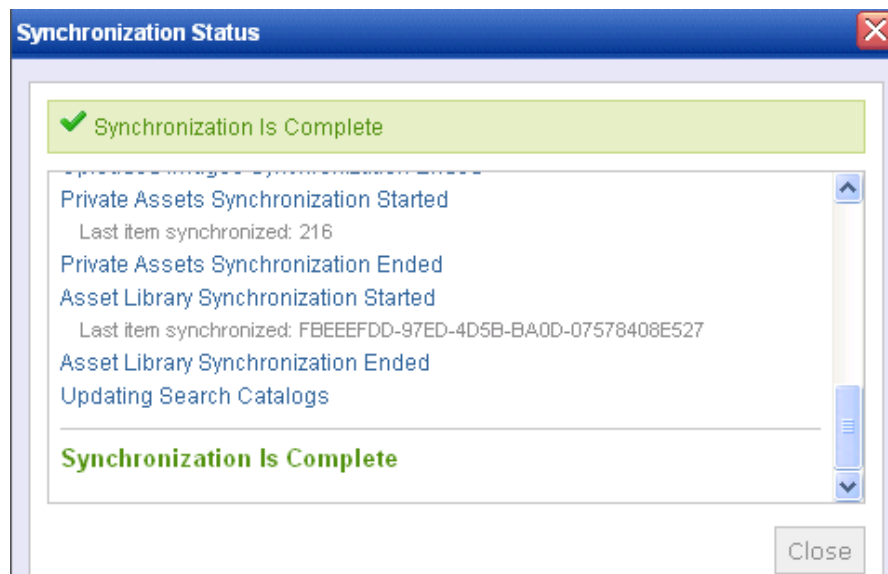 Synchronization Status
Synchronization Is Complete
Synchronization Ended
Private Assets Synchronization Started
Last item synchronized: 216
Private Assets Synchronization Ended
Asset Library Synchronization Started
Last item synchronized: FBEEEFDD-97ED-4D5B-BA0D-07578408E527
Asset Library Synchronization Ended
Updating Search Catalogs
Synchronization Is Complete
Close